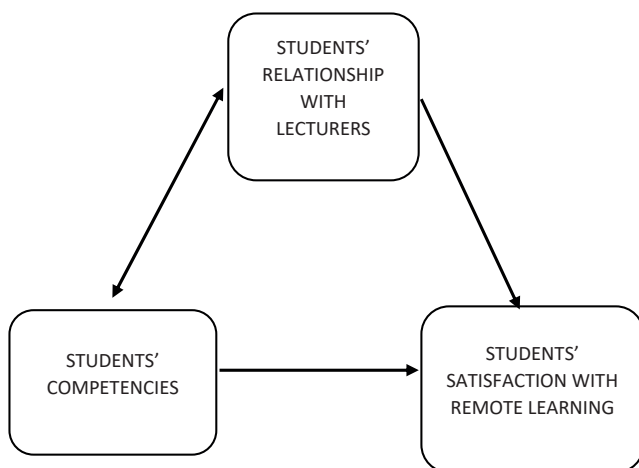 STUDENTS’
RELATIONSHIP
WITH
LECTURERS
STUDENTS’
COMPETENCIES
STUDENTS’
SATISFACTION WITH
REMOTE LEARNING